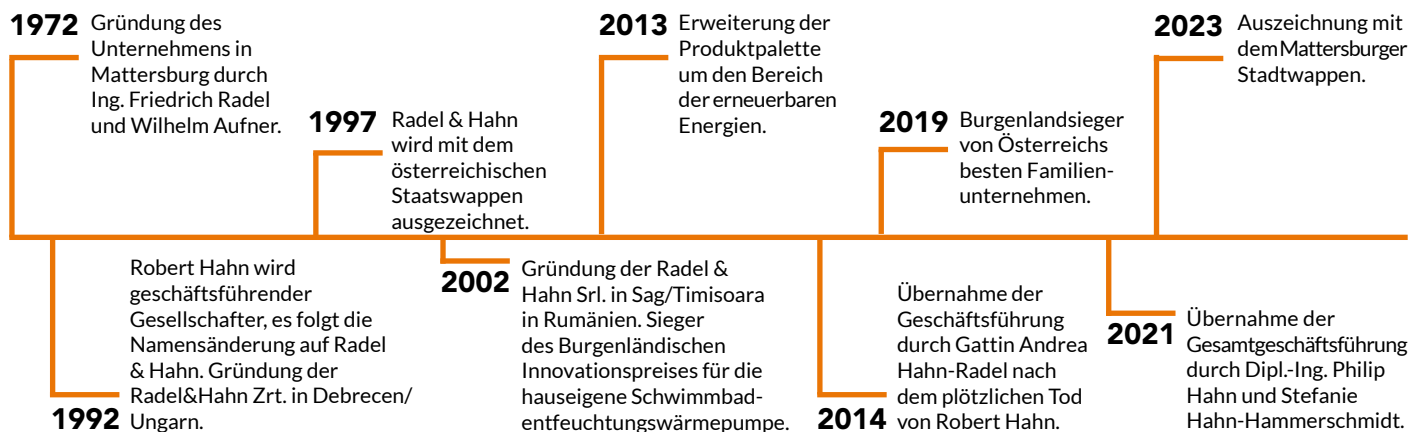 1972 Gründung des
Unternehmens in
Mattersburg durch
Ing. Friedrich Radel
und Wilhelm Aufner.
1992 Robert Hahn wird
geschäftsführender
Gesellschafter, es folgt die
Namensänderung auf Radel
& Hahn. Gründung der
Radel&Hahn Zrt. in Debrecen/
Ungarn.
1997 Radel & Hahn
wird mit dem
österreichischen
Staatswappen
ausgezeichnet.
2002 Gründung der Radel &
Hahn Srl. in Sag/Timisoara
in Rumänien. Sieger
des Burgenländischen
Innovationspreises für die
hauseigene Schwimmbad-
entfeuchtungswärmepumpe.
2013 Erweiterung der
Produktpalette
um den Bereich
der erneuerbaren
Energien.
2014 Übernahme der
Geschäftsführung
durch Gattin Andrea
Hahn-Radel nach
dem plötzlichen Tod
von Robert Hahn.
2019 Burgenlandsieger
von Österreichs
besten Familien-
unternehmen.
2021 Übernahme der
Gesamtgeschäftsführung
durch Dipl.-Ing. Philip
Hahn und Stefanie
Hahn-Hammerschmidt.
2023 Auszeichnung mit
dem Mattersburger
Stadtwappen.